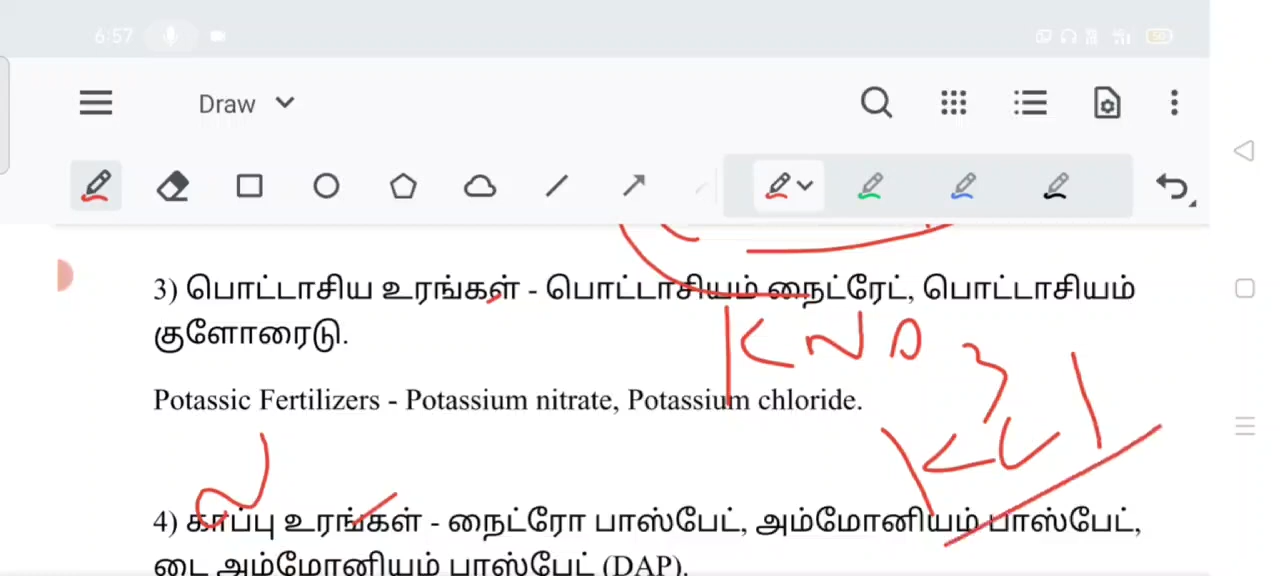 6:57
Draw
3) பொட்டாசிய உரங்கள் - பொட்டாசியம் நைட்ரேட், பொட்டாசியம்
குளோரைடு.
KNO3
Potassic Fertilizers - Potassium nitrate, Potassium chloride.
KCl
4) காப்பு உரங்கள் - நைட்ரோ பாஸ்பேட், அம்மோனியம் பாஸ்பேட்,
டை அம்மோனியம் பாஸ்பேட் (DAP).